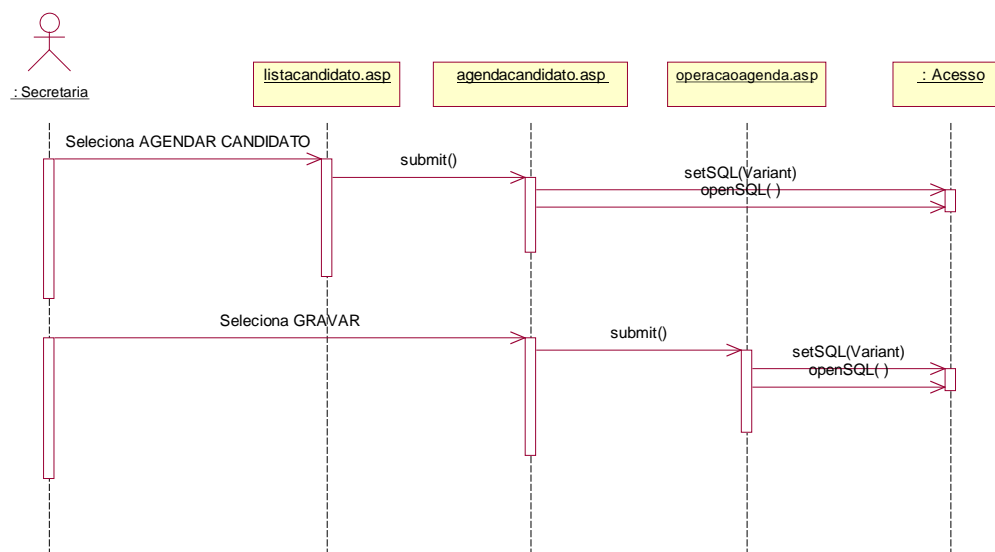 : Secretaria
listacandidato.asp
agendacandidato.asp
operacaoagenda.asp
: Acesso
Seleciona AGENDAR CANDIDATO
submit()
setSQL(Variant)
openSQL( )
Seleciona GRAVAR
submit()
setSQL(Variant)
openSQL( )